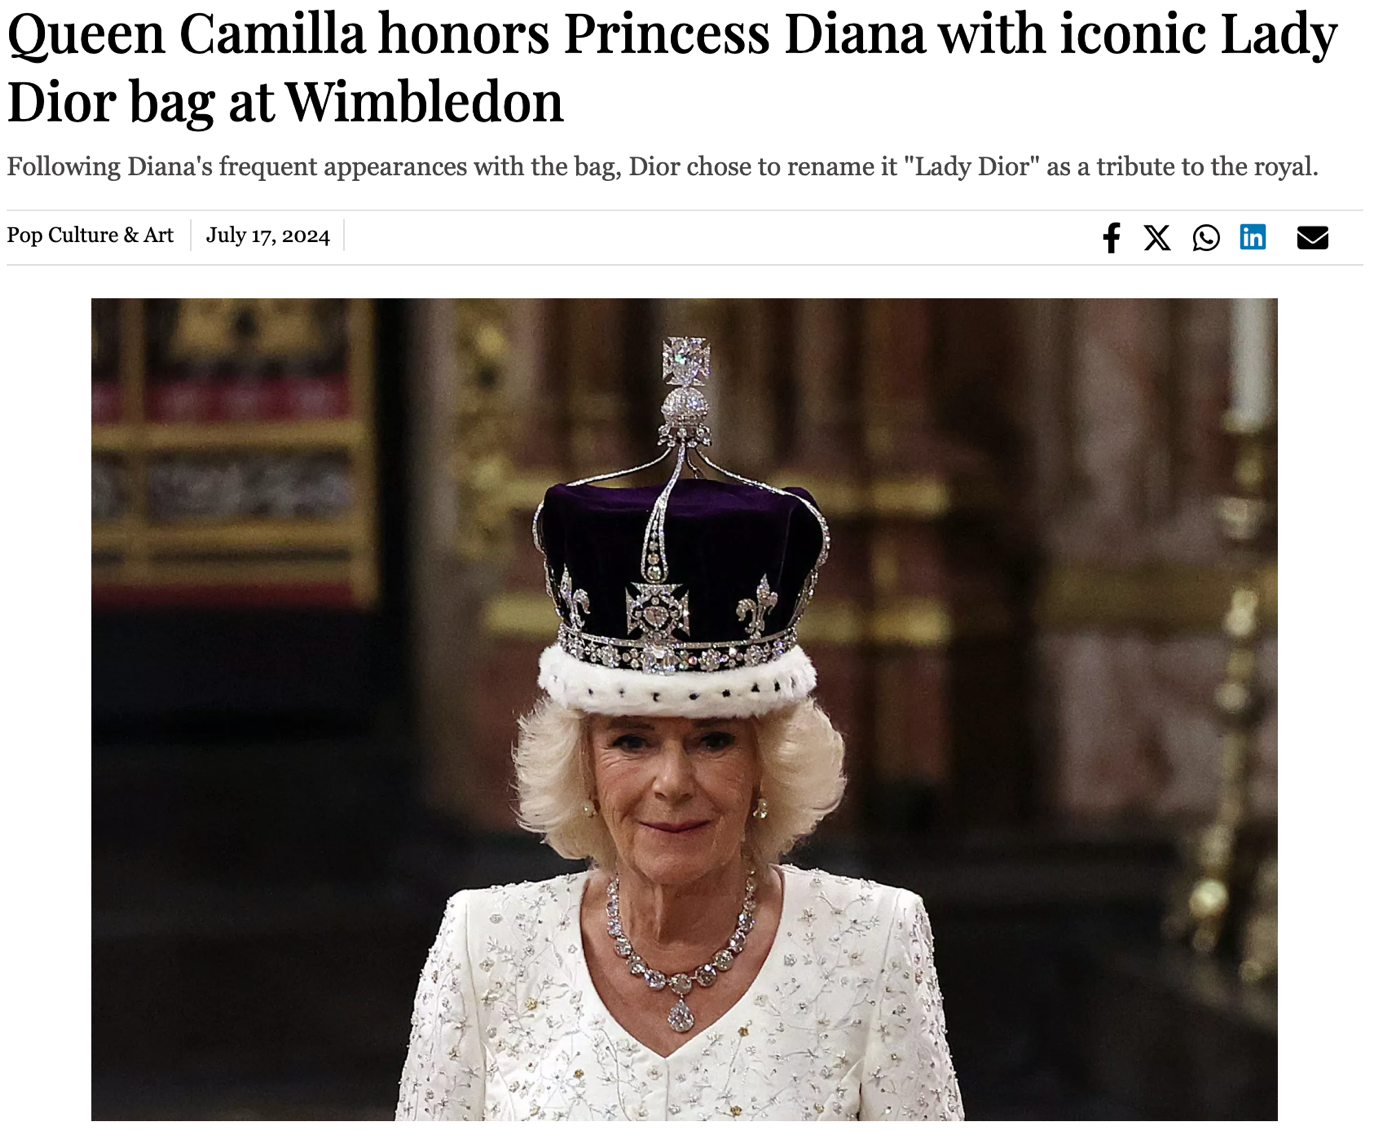 Queen Camilla honors Princess Diana with iconic Lady
Dior bag at Wimbledon
Following Diana's frequent appearances with the bag, Dior chose to rename it "Lady Dior" as a tribute to the royal.
Pop Culture & Art
July 17, 2024
in